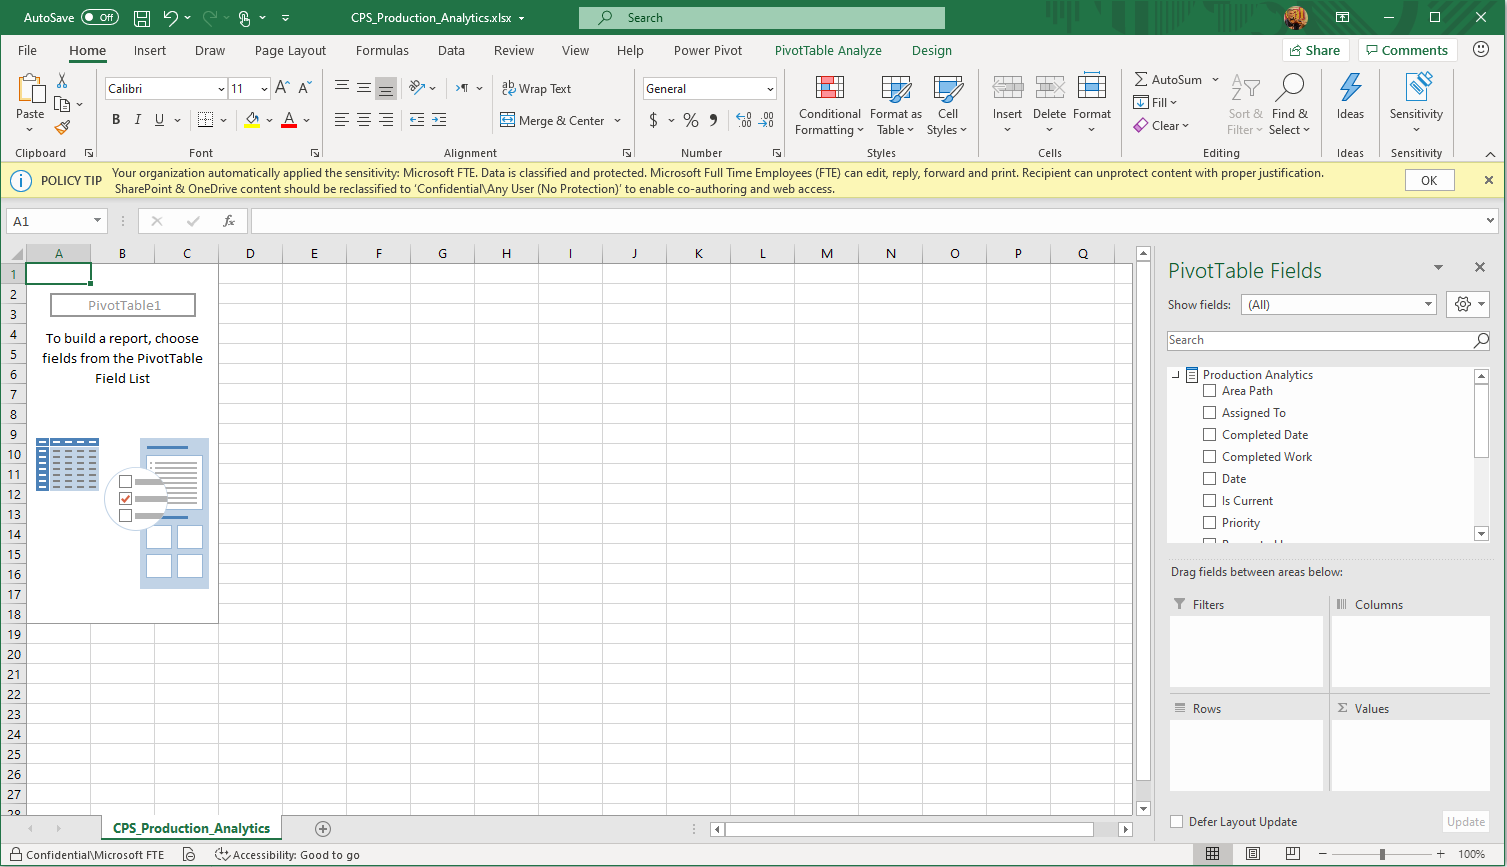 AutoSave Off CPS_Production_Analytics.xlsx Search
File Home Insert Draw Page Layout Formulas Data Review View Help Power Pivot PivotTable Analyze Design Share Comments
Calibri 11 A A ab Wrap Text General AutoSum
Paste Conditional Format as Cell Insert Delete Format Fill Sort & Find & Ideas Sensitivity
B I U A Merge & Center $ % Formatting Table Styles Clear Filter Select
Clipboard Font Alignment Number Styles Cells Editing Ideas Sensitivity
POLICY TIP Your organization automatically applied the sensitivity: Microsoft FTE. Data is classified and protected. Microsoft Full Time Employees (FTE) can edit, reply, forward and print. Recipient can unprotect content with proper justification.
SharePoint & OneDrive content should be reclassified to ‘Confidential\Any User (No Protection)’ to enable co-authoring and web access. OK
A1 fx
A B C D E F G H I J K L M N O P Q
1
2
3
4
5
6
7
8
9
10
11
12
13
14
15
16
17
18
19
20
21
22
23
24
25
26
27
28
PivotTable1
To build a report, choose
fields from the PivotTable
Field List
PivotTable Fields
Show fields: (All)
Search
Production Analytics
Area Path
Assigned To
Completed Date
Completed Work
Date
Is Current
Priority
Drag fields between areas below:
Filters Columns
Rows Σ Values
Defer Layout Update Update
CPS_Production_Analytics
Confidential\Microsoft FTE Accessibility: Good to go 100%